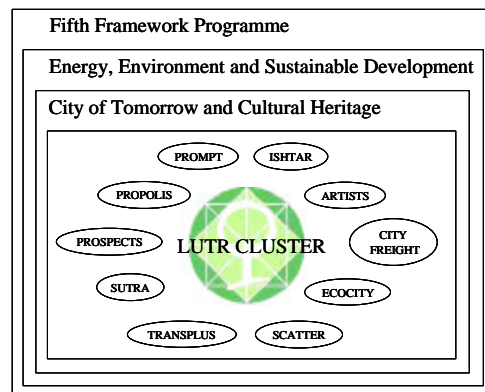 Fifth Framework Programme
Energy, Environment and Sustainable Development
City of Tomorrow and Cultural Heritage
PROMPT
ISHTAR
PROPOLIS
ARTISTS
PROSPECTS
LUTR CLUSTER
CITY
FREIGHT
SUTRA
ECOCITY
TRANSPLUS
SCATTER